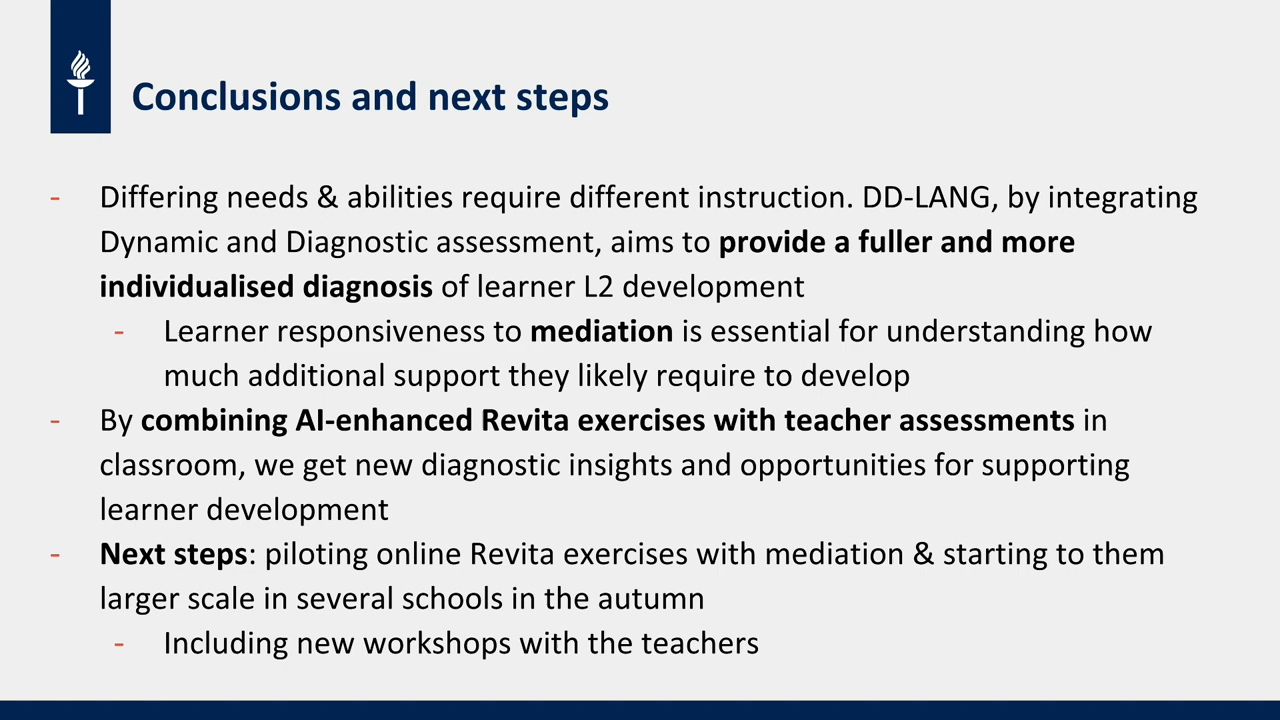 Conclusions and next steps
- Differing needs & abilities require different instruction. DD-LANG, by integrating
Dynamic and Diagnostic assessment, aims to provide a fuller and more
individualised diagnosis of learner L2 development
- Learner responsiveness to mediation is essential for understanding how
much additional support they likely require to develop
- By combining AI-enhanced Revita exercises with teacher assessments in
classroom, we get new diagnostic insights and opportunities for supporting
learner development
- Next steps: piloting online Revita exercises with mediation & starting to them
larger scale in several schools in the autumn
- Including new workshops with the teachers